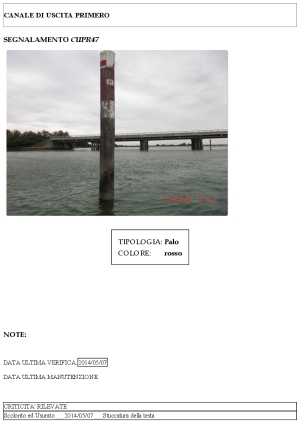 CANALE DI USCITA PRIMERO
SEGNALAMENTO CUPR47
TIPOLOGIA: Palo
COLORE: rosso
NOTE:
DATA ULTIMA VERIFICA 2014/05/07
DATA ULTIMA MANUTENZIONE
CRITICITA' RILEVATE
Scolorito ed Usurato 2014/05/07 Stuccatura della testa